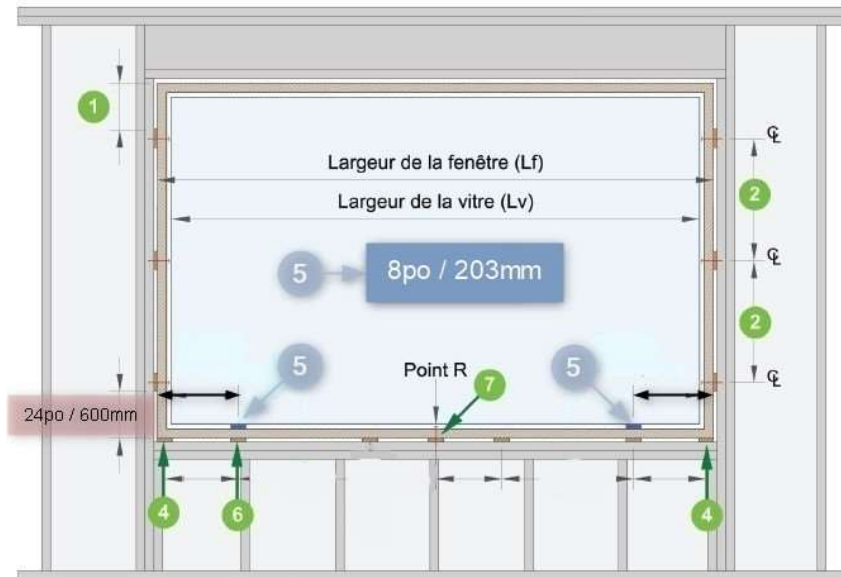 1
℄
Largeur de la fenêtre (Lf)
2
Largeur de la vitre (Lv)
℄
5
8po / 203mm
2
5
Point R
7
5
℄
24po / 600mm
4
6
4